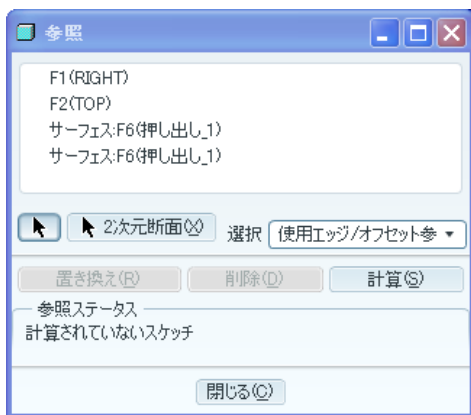 参照
F1(RIGHT)
F2(TOP)
サーフェス:F6(押し出し_1)
サーフェス:F6(押し出し_1)
2次元断面(X) 選択 使用エッジ/オフセット参
置き換え(R) 削除(D) 計算(S)
参照ステータス
計算されていないスケッチ
閉じる(C)